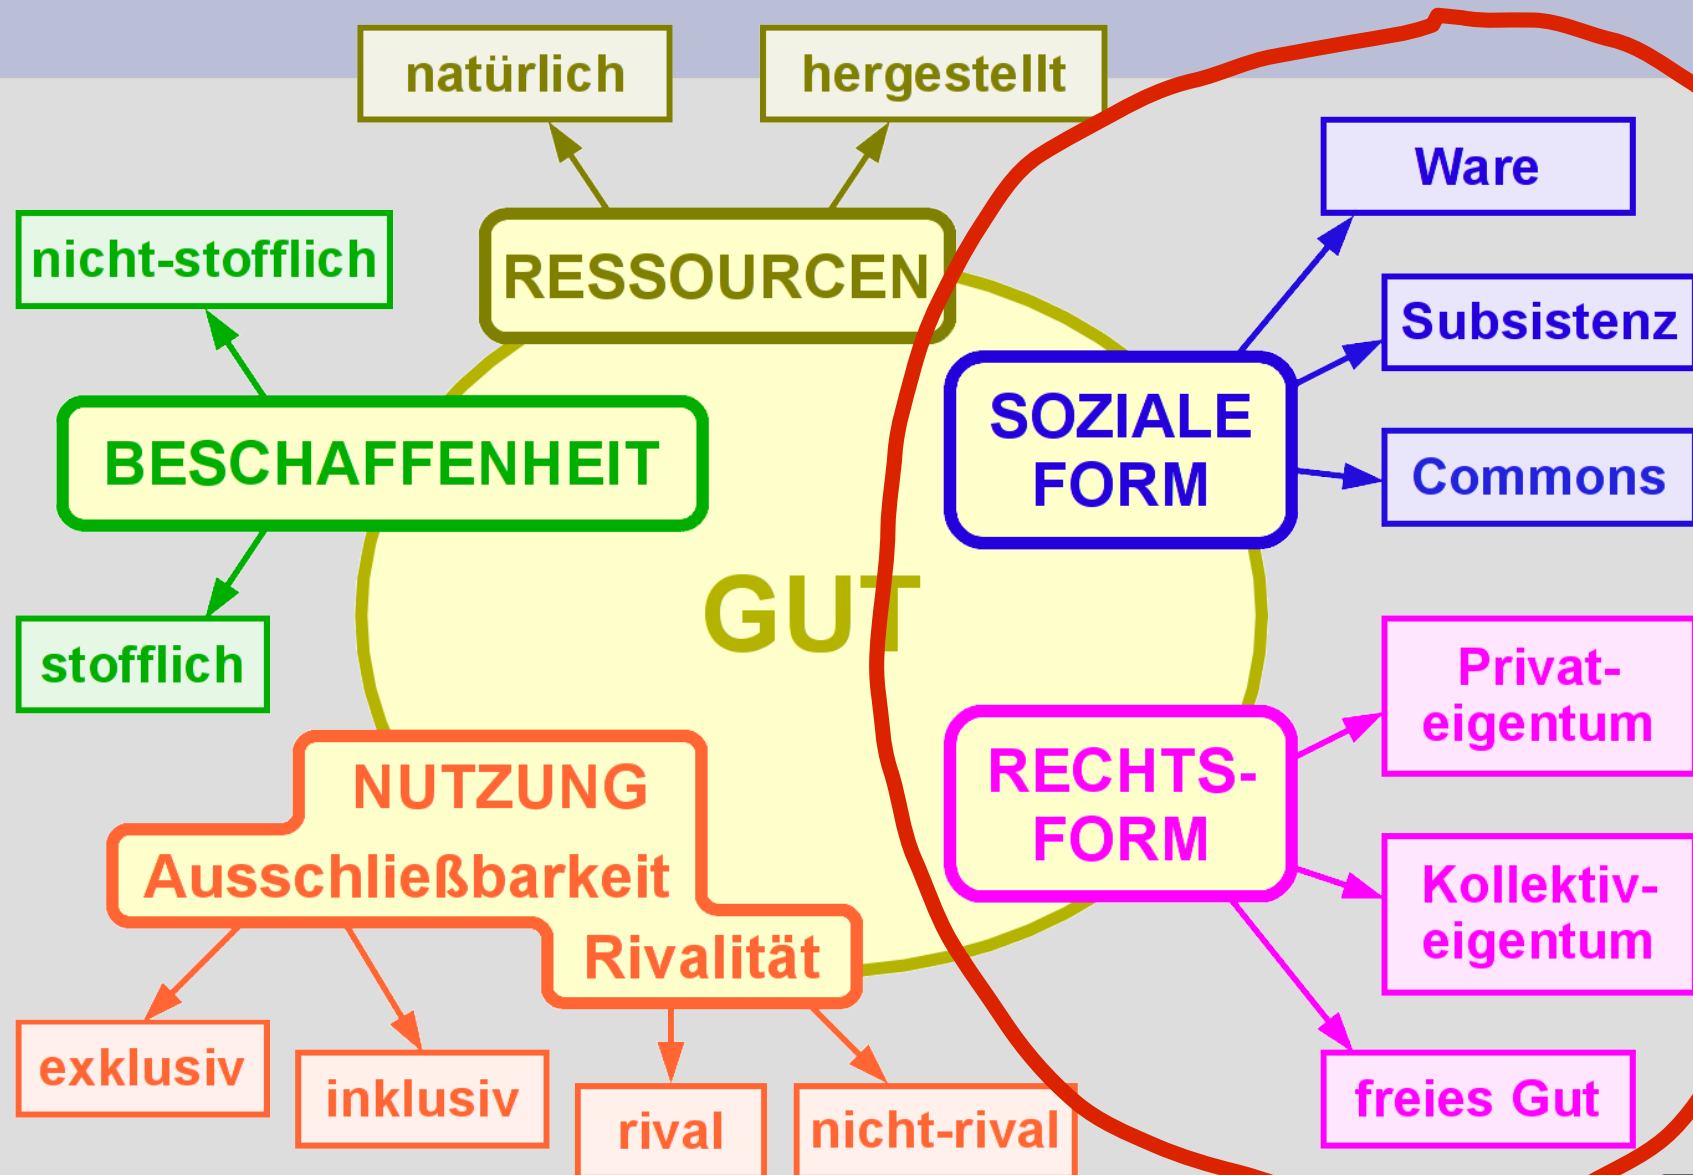 natürlich
hergestellt
Ware
nicht-stofflich
RESSOURCEN
Subsistenz
SOZIALE
FORM
BESCHAFFENHEIT
Commons
GUT
stofflich
Privat-
eigentum
NUTZUNG
RECHTS-
FORM
Ausschließbarkeit
Kollektiv-
eigentum
Rivalität
exklusiv
inklusiv
freies Gut
rival
nicht-rival